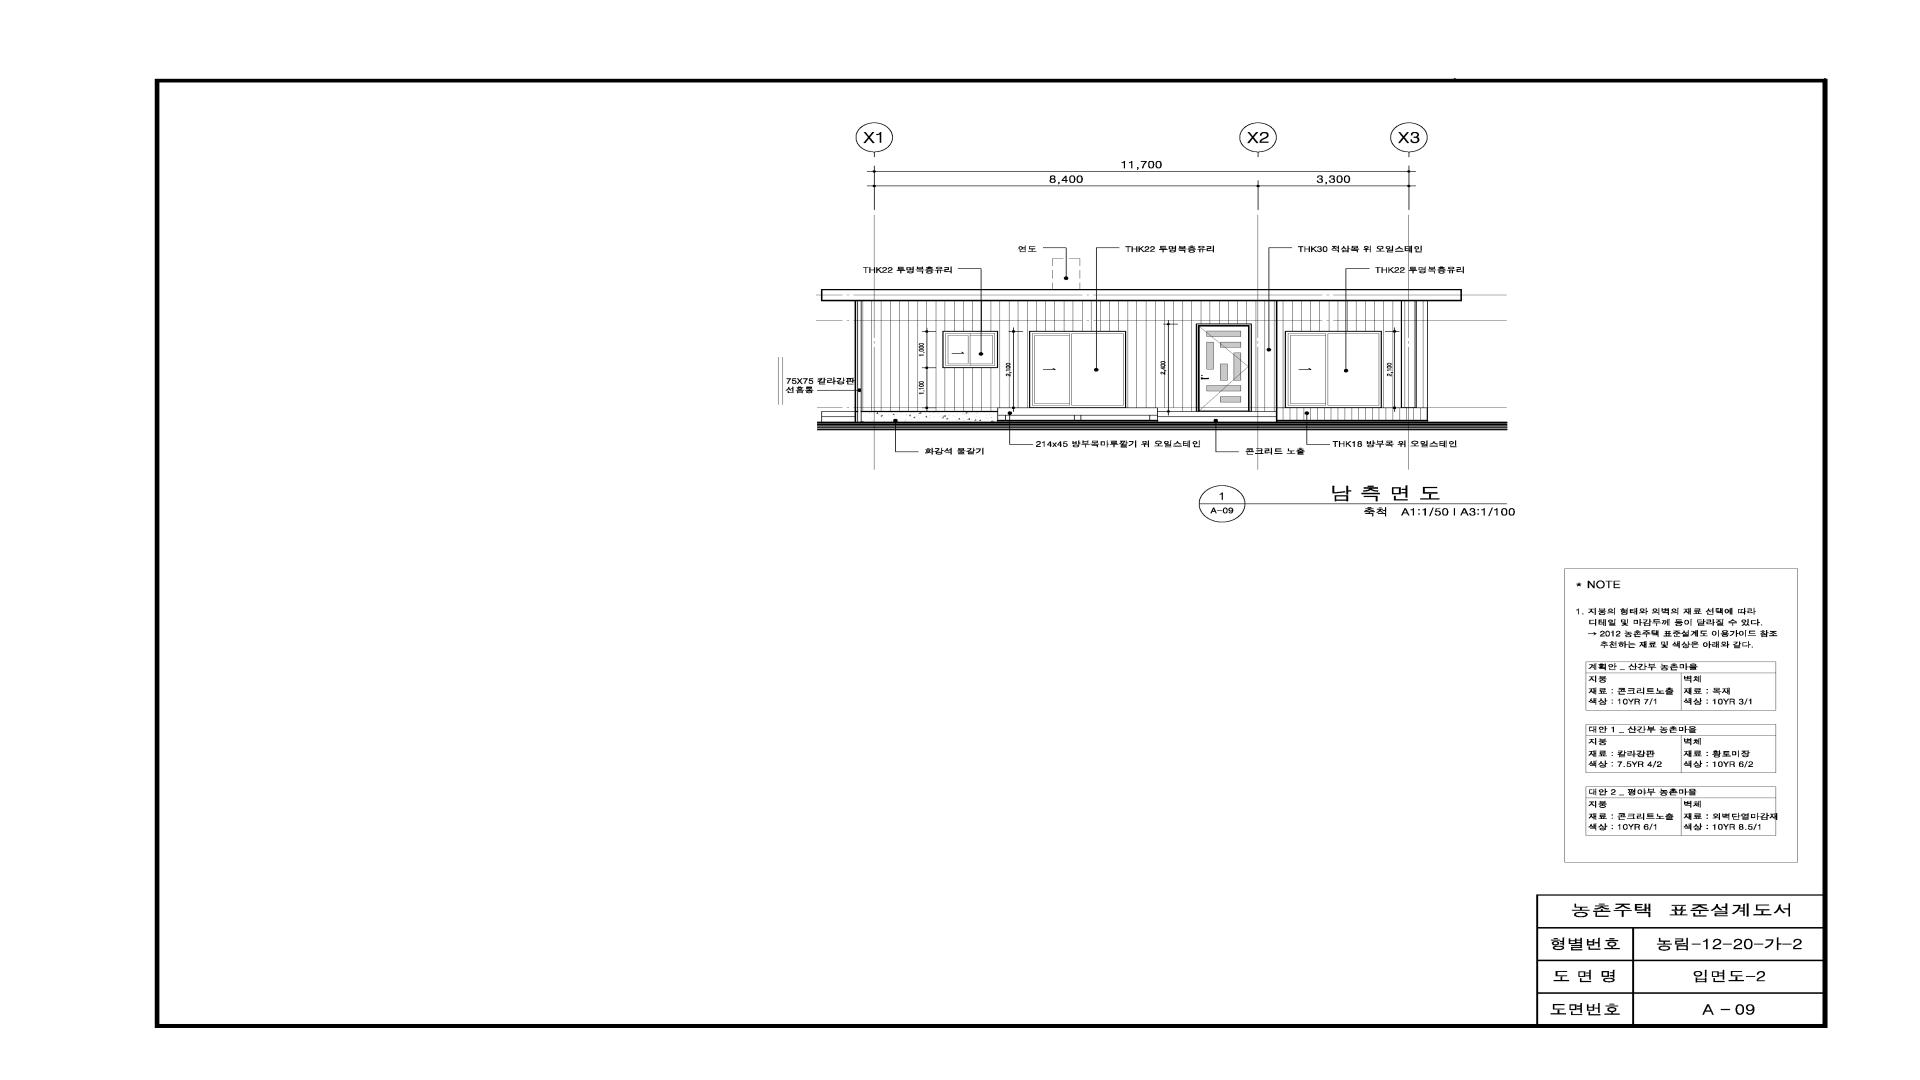 X1
X2
X3
11,700
8,400
3,300
연도
THK22 투명복층유리
THK30 적삼목 위 오일스테인
THK22 투명복층유리
THK22 투명복층유리
1,000
1,100
2,100
2,400
2,100
75X75 칼라강판
선홈통
214x45 방부목마루깔기 위 오일스테인
THK18 방부목 위 오일스테인
화강석 물갈기
콘크리트 노출
1
A-09
남 측 면 도
축척 A1:1/50 | A3:1/100
* NOTE
1. 지붕의 형태와 외벽의 재료 선택에 따라
디테일 및 마감두께 등이 달라질 수 있다.
→ 2012 농촌주택 표준설계도 이용가이드 참조
추천하는 재료 및 색상은 아래와 같다.
계획안 _ 산간부 농촌마을
지붕 벽체
재료 : 콘크리트노출 재료 : 목재
색상 : 10YR 7/1 색상 : 10YR 3/1
대안 1 _ 산간부 농촌마을
지붕 벽체
재료 : 칼라강판 재료 : 황토미장
색상 : 7.5YR 4/2 색상 : 10YR 6/2
대안 2 _ 평야부 농촌마을
지붕 벽체
재료 : 콘크리트노출 재료 : 외벽단열마감재
색상 : 10YR 6/1 색상 : 10YR 8.5/1
농촌주택 표준설계도서
형별번호 농림-12-20-가-2
도 면 명 입면도-2
도면번호 A - 09